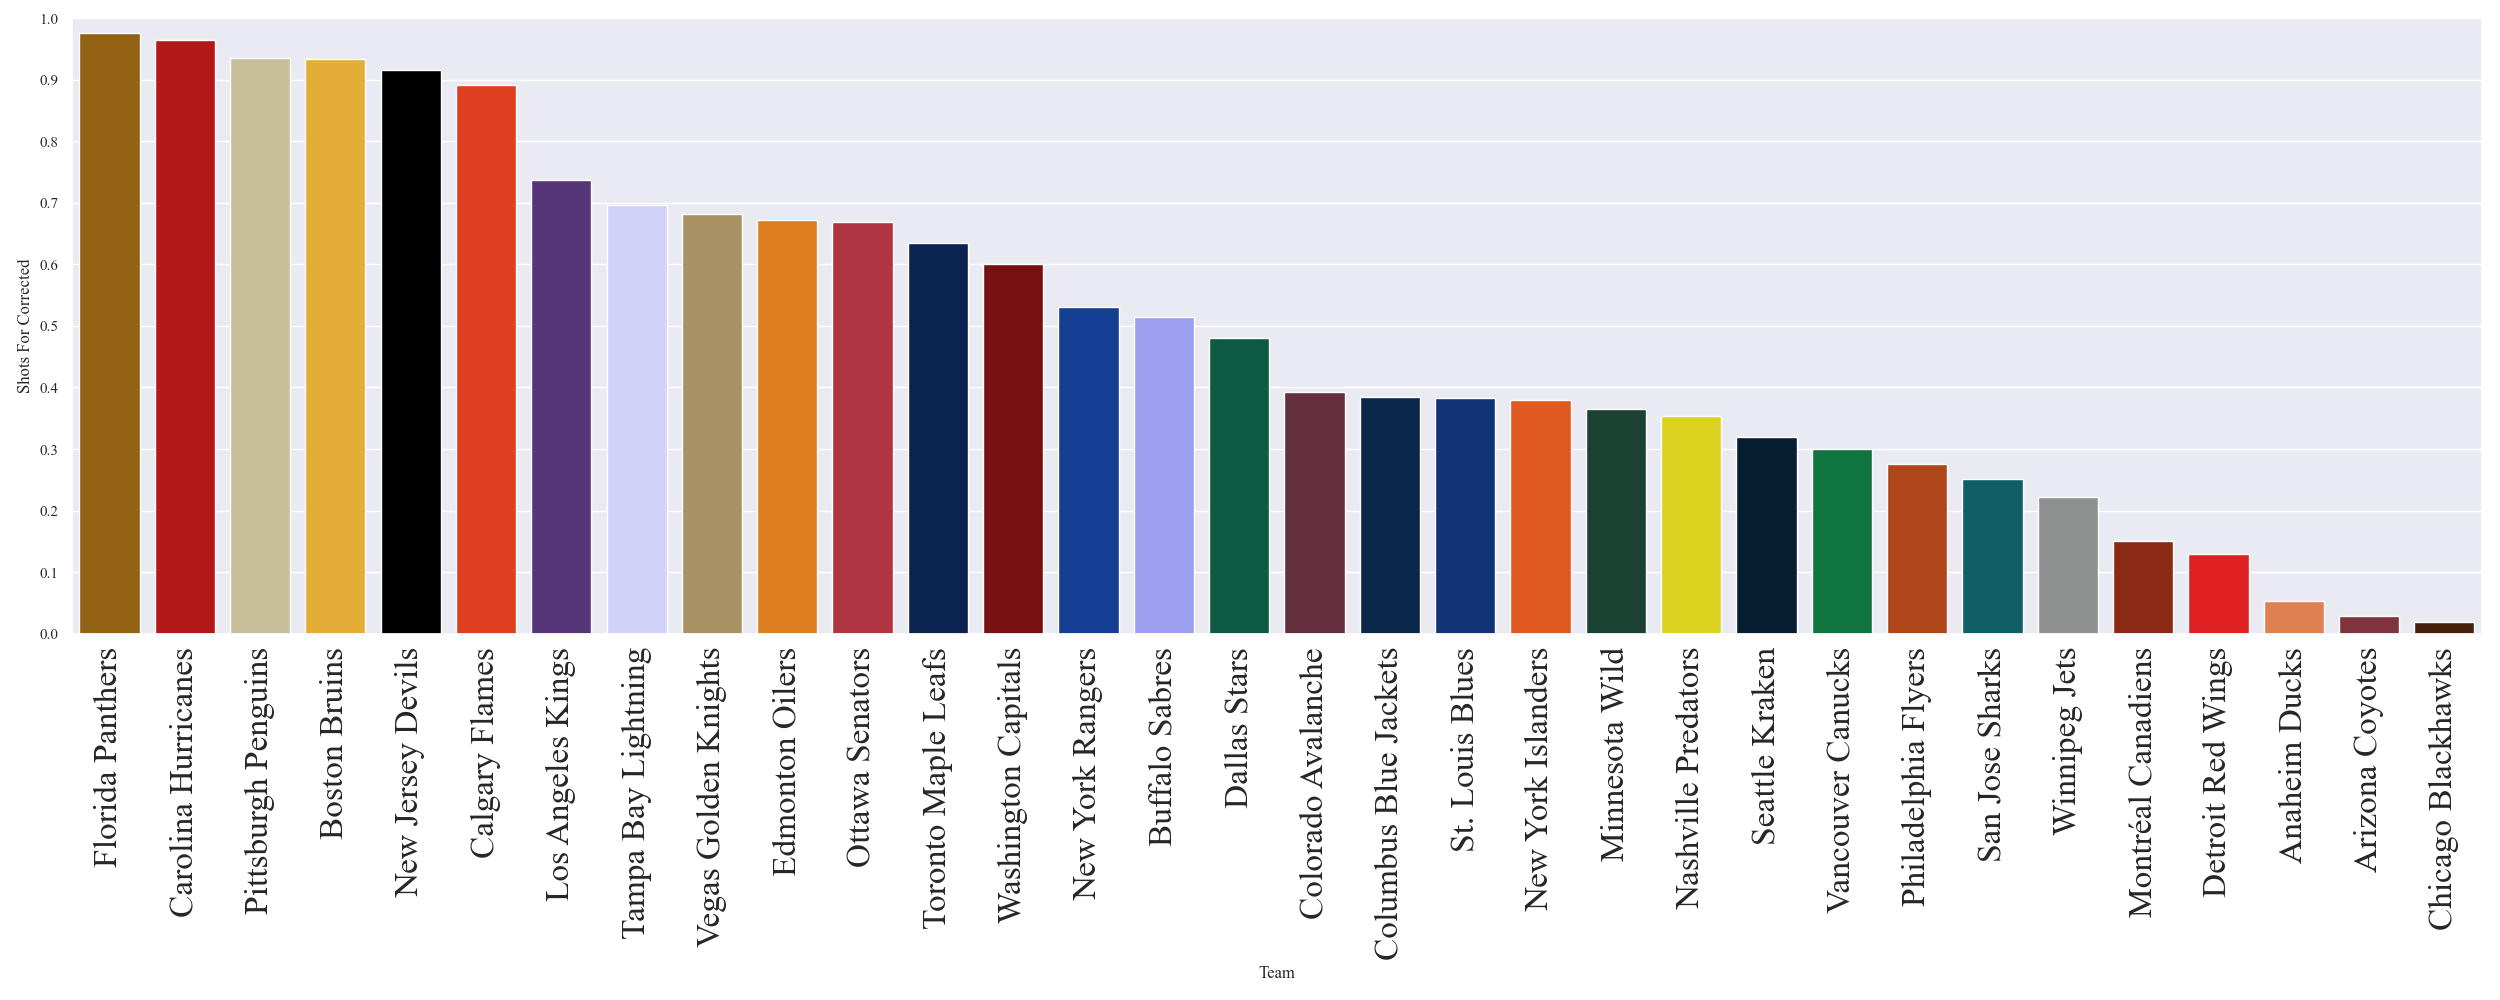 1.0
0.9
0.8
0.7
0.6
0.5
0.4
0.3
0.2
0.1
0.0
Shots For Corrected
Florida Panthers
Carolina Hurricanes
Pittsburgh Penguins
Boston Bruins
New Jersey Devils
Calgary Flames
Los Angeles Kings
Tampa Bay Lightning
Vegas Golden Knights
Edmonton Oilers
Ottawa Senators
Toronto Maple Leafs
Washington Capitals
New York Rangers
Buffalo Sabres
Dallas Stars
Colorado Avalanche
Columbus Blue Jackets
St. Louis Blues
New York Islanders
Minnesota Wild
Nashville Predators
Seattle Kraken
Vancouver Canucks
Philadelphia Flyers
San Jose Sharks
Winnipeg Jets
Montréal Canadiens
Detroit Red Wings
Anaheim Ducks
Arizona Coyotes
Chicago Blackhawks
Team